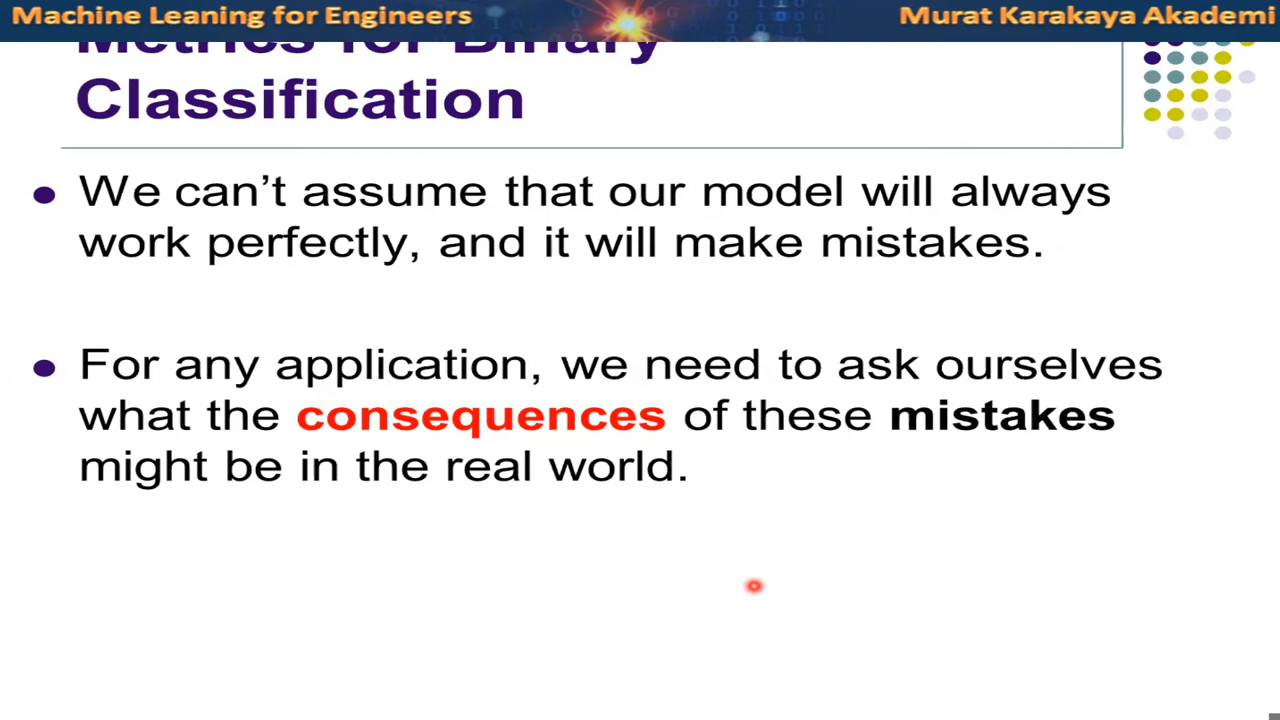 Machine Leaning for Engineers
Murat Karakaya Akademi
Metrics for Binary
Classification
We can’t assume that our model will always
work perfectly, and it will make mistakes.
For any application, we need to ask ourselves
what the consequences of these mistakes
might be in the real world.